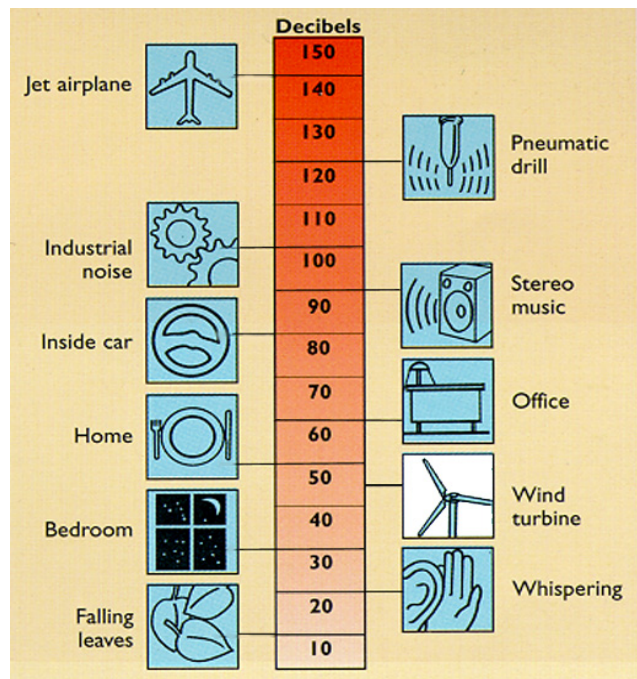 Decibels
150
Jet airplane
140
130
Pneumatic
drill
120
110
Industrial
noise
100
Stereo
music
90
Inside car
80
70
Office
Home
60
50
Wind
turbine
Bedroom
40
30
Whispering
20
Falling
leaves
10